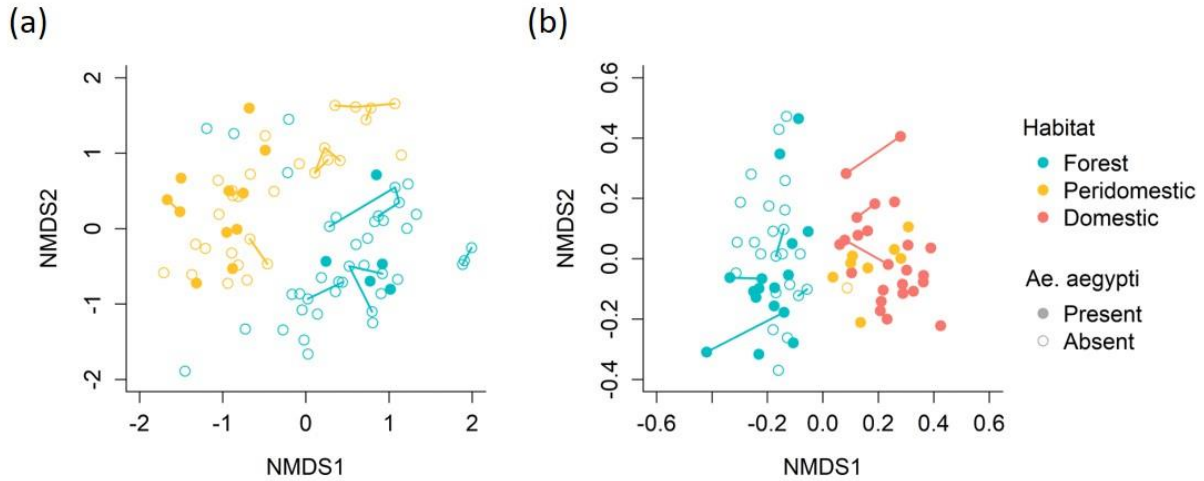 (a)
(b)
2
1
0
-1
-2
NMDS2
-2
-1
0
1
2
NMDS1
0.6
0.4
0.2
0.0
-0.2
-0.4
NMDS2
-0.6
-0.2
0.0
0.2
0.4
0.6
NMDS1
Habitat
Forest
Peridomestic
Domestic
Ae. aegypti
Present
Absent